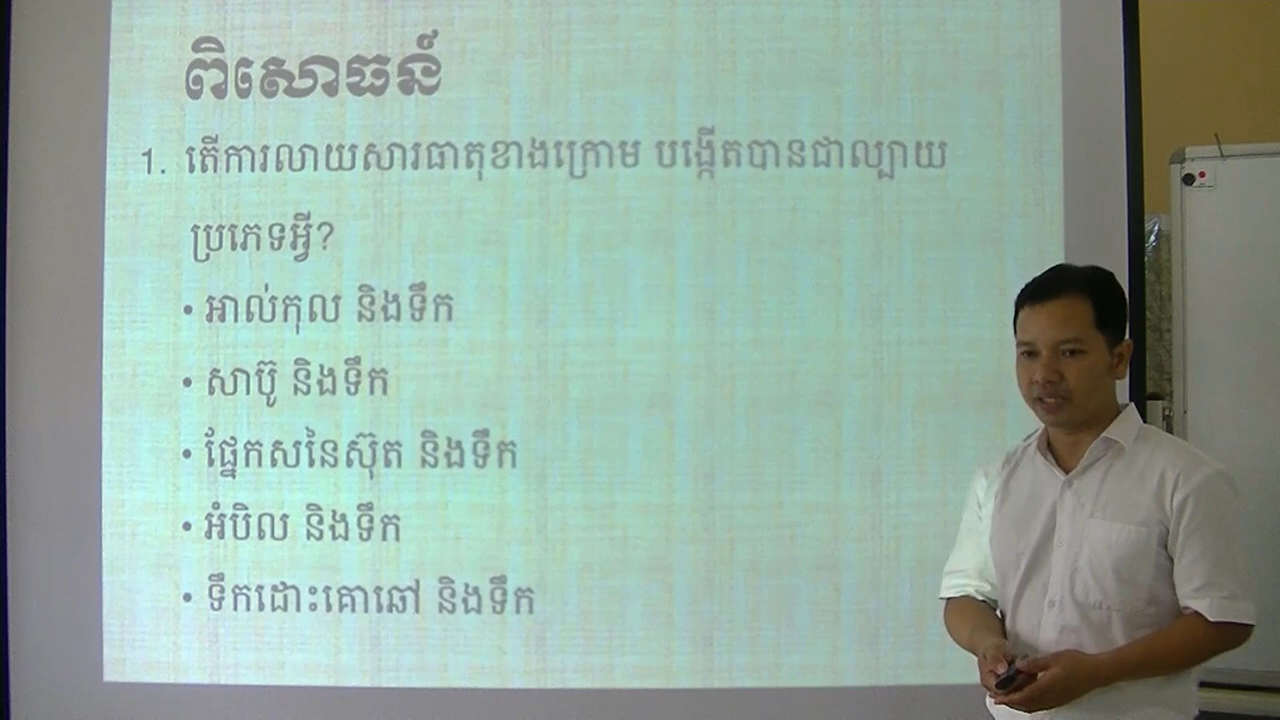 ពិសោធន៍
1. តើការលាយសារធាតុខាងក្រោម បង្កើតបានជាល្បាយ
ប្រភេទអ្វី?
• អាល់កុល និងទឹក
• សាប៊ូ និងទឹក
• ផ្នែកសនៃស៊ុត និងទឹក
• អំបិល និងទឹក
• ទឹកដោះគោឆៅ និងទឹក